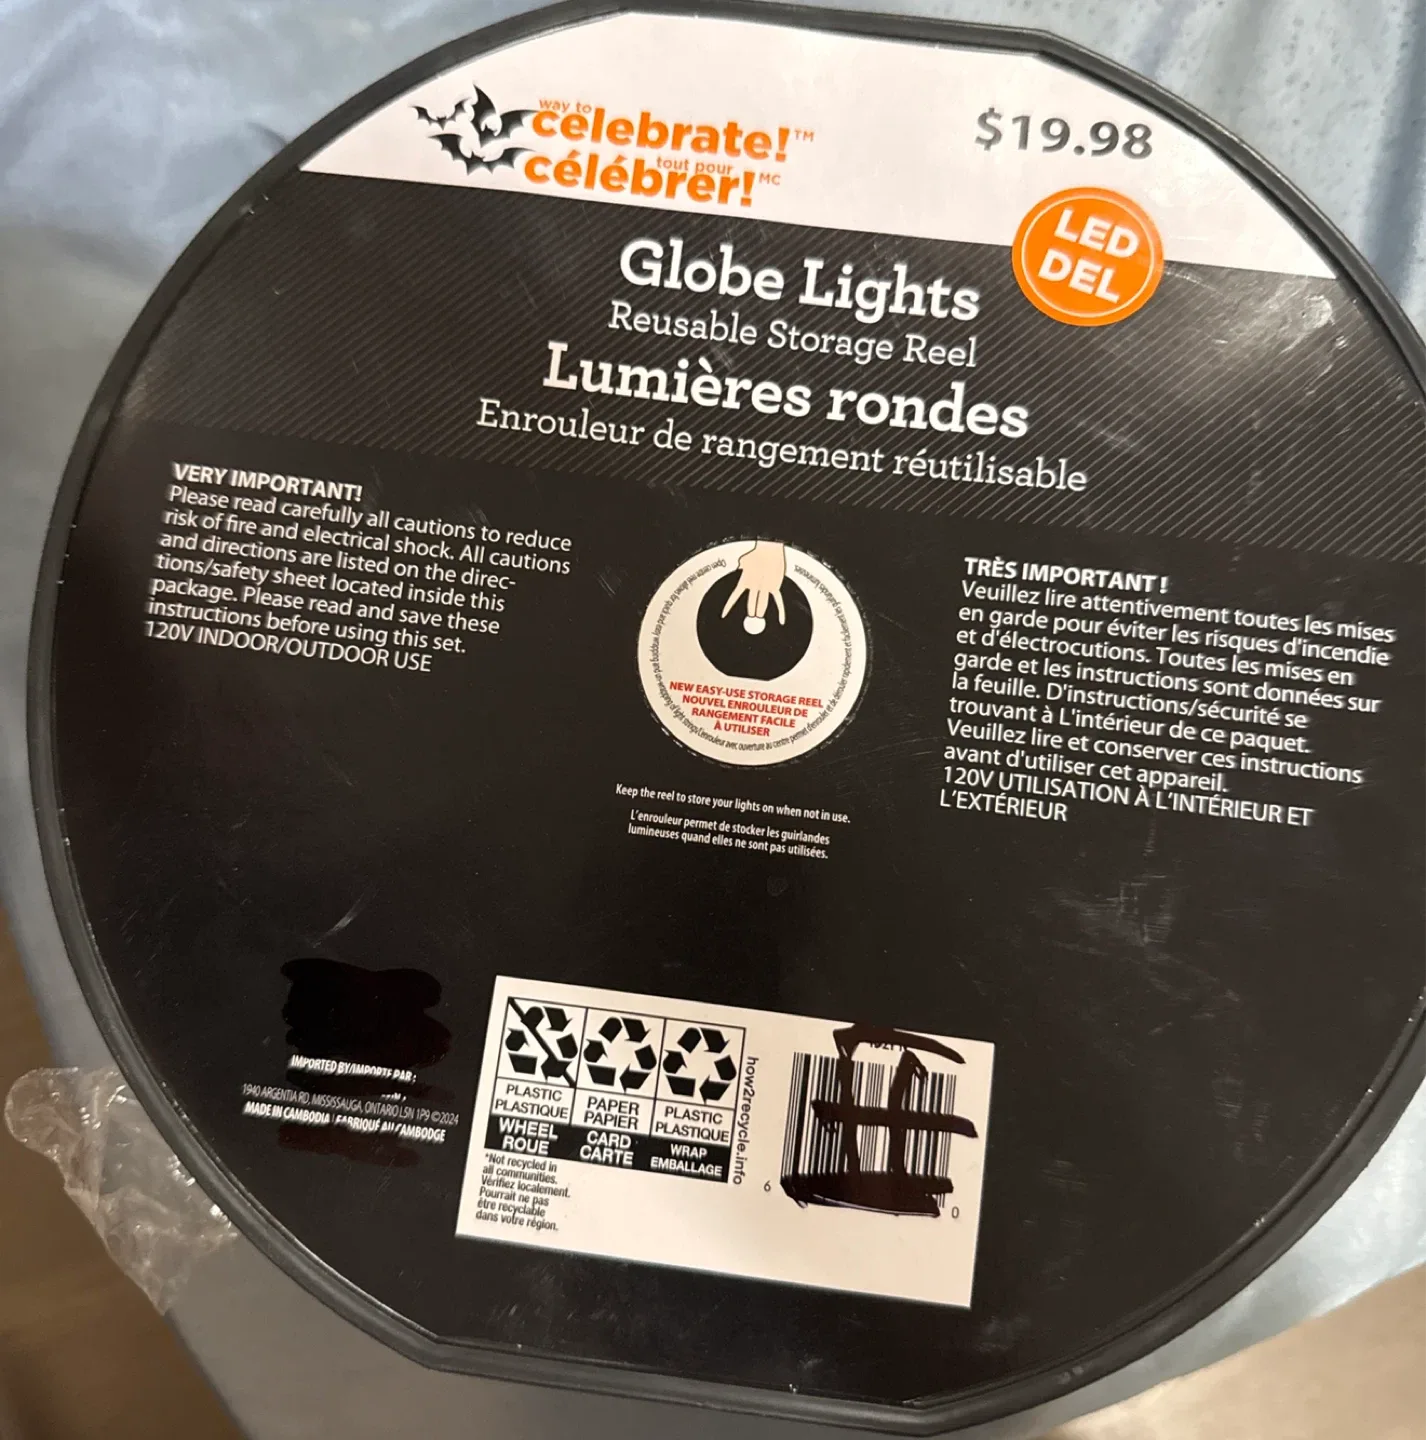 way to
celebrate!™
tout pour
célébrer!MC
$19.98
LED
DEL
Globe Lights
Reusable Storage Reel
Lumières rondes
Enrouleur de rangement réutilisable
VERY IMPORTANT!
Please read carefully all cautions to reduce
risk of fire and electrical shock. All cautions
and directions are listed on the direc-
tions/safety sheet located inside this
package. Please read and save these
instructions before using this set.
120V INDOOR/OUTDOOR USE
NEW EASY-USE STORAGE REEL
NOUVEL ENROULEUR DE
RANGEMENT FACILE
À UTILISER
Keep the reel to store your lights on when not in use.
L'enrouleur permet de stocker les guirlandes
lumineuses quand elles ne sont pas utilisées.
TRÈS IMPORTANT !
Veuillez lire attentivement toutes les mises
en garde pour éviter les risques d'incendie
et d'électrocutions. Toutes les mises en
garde et les instructions sont données sur
la feuille. D'instructions/sécurité se
trouvant à L'intérieur de ce paquet.
Veuillez lire et conserver ces instructions
avant d'utiliser cet appareil.
120V UTILISATION À L'INTÉRIEUR ET
L'EXTÉRIEUR
IMPORTED BY/IMPORTÉ PAR :
1940 ARGENTIA RD, MISSISSAUGA, ONTARIO L5N 1P9 ©2024
MADE IN CAMBODIA | FABRIQUÉ AU CAMBODGE
PLASTIC
PLASTIQUE
WHEEL
ROUE
PAPER
PAPIER
CARD
CARTE
PLASTIC
PLASTIQUE
WRAP
EMBALLAGE
how2recycle.info
*Not recycled in
all communities.
Vérifiez localement.
Pourrait ne pas
être recyclable
dans votre région.
6
0